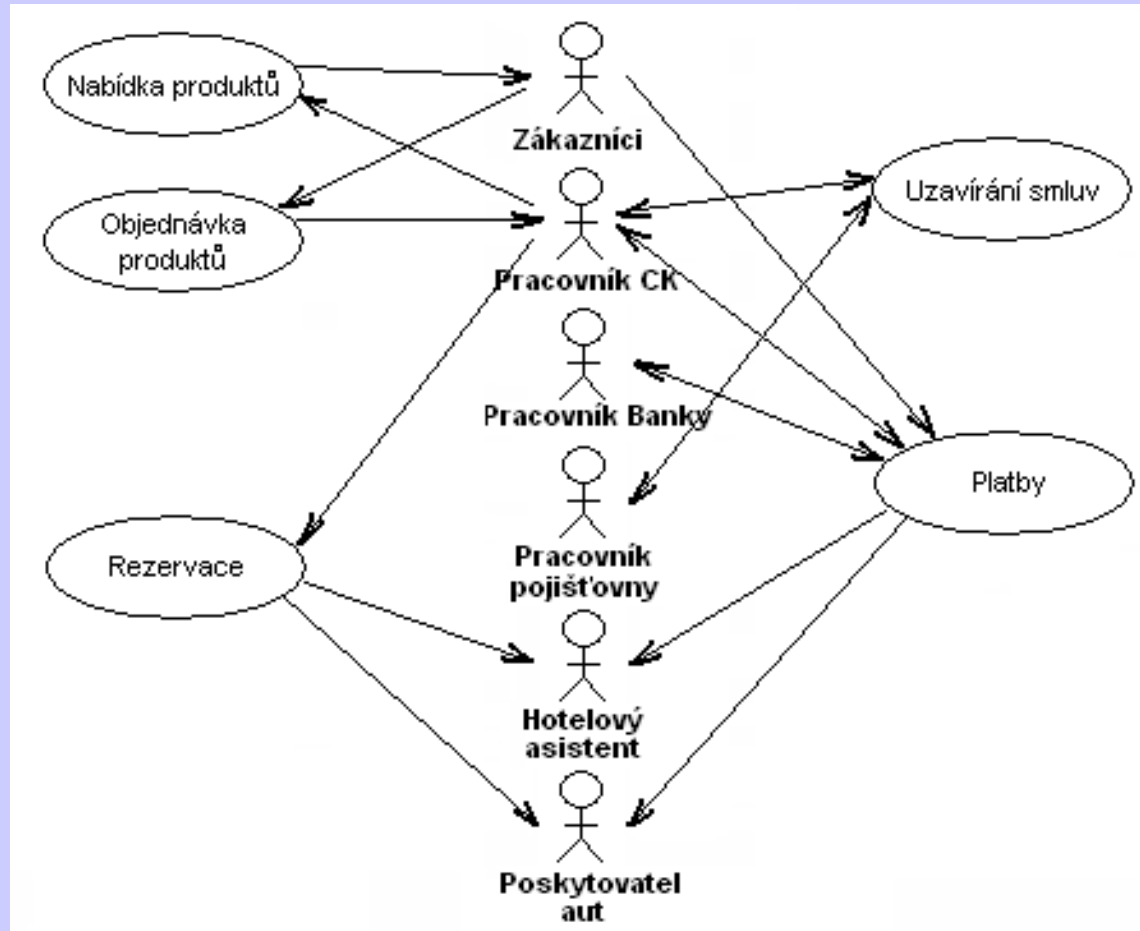 Nabídka produktů
Zákazníci
Uzavírání smluv
Objednávka
produktů
Pracovník CK
Pracovník Banky
Platby
Rezervace
Pracovník
pojišťovny
Hotelový
asistent
Poskytovatel
aut